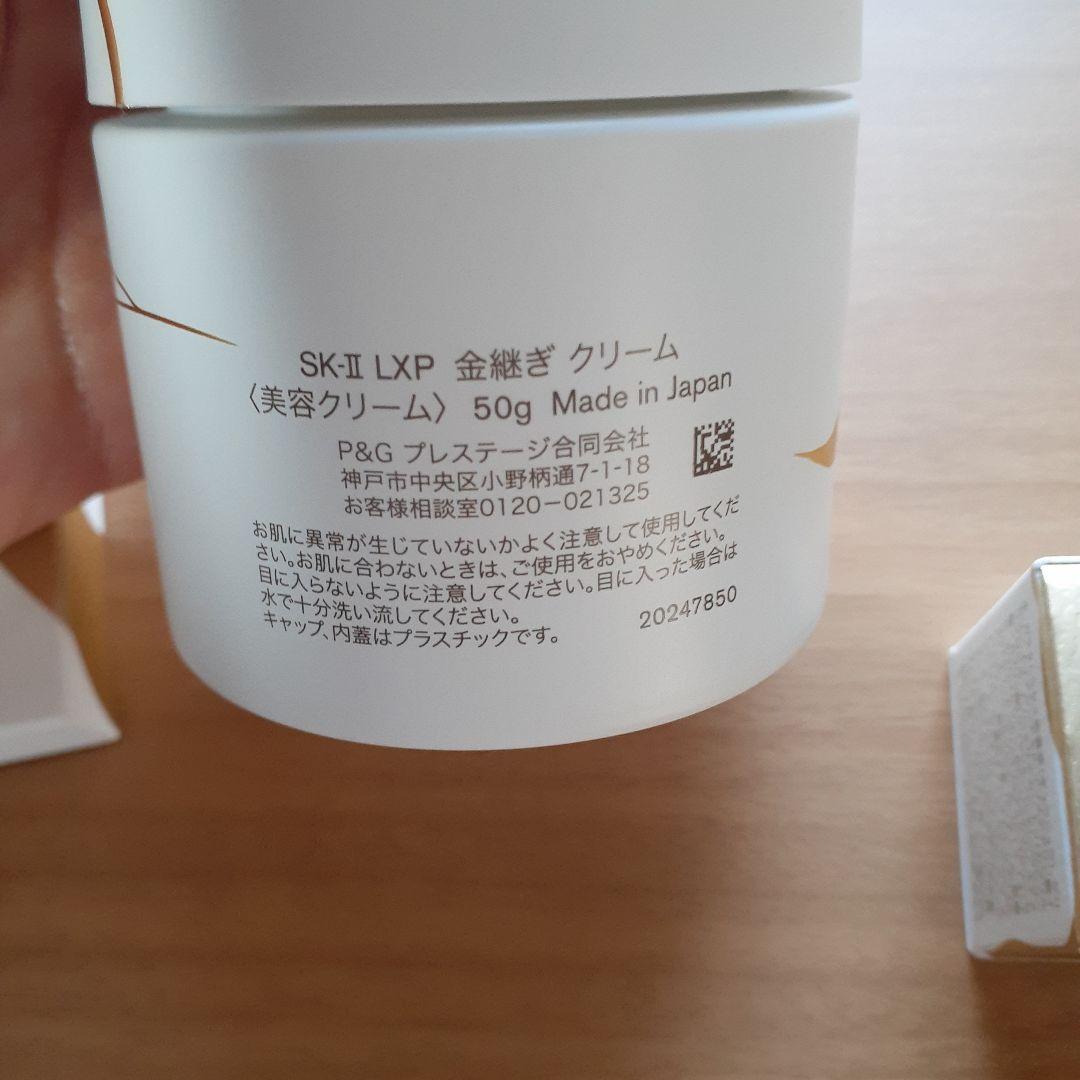 SK-Ⅱ LXP 金継ぎ クリーム
〈美容クリーム〉 50g Made in Japan
P&G プレステージ合同会社
神戸市中央区小野柄通7-1-18
お客様相談室0120-021325
お肌に異常が生じていないかよく注意して使用してくだ
さい。お肌に合わないときは、ご使用をおやめください。
目に入らないように注意してください。目に入った場合は
水で十分洗い流してください。
キャップ、内蓋はプラスチックです。
20247850